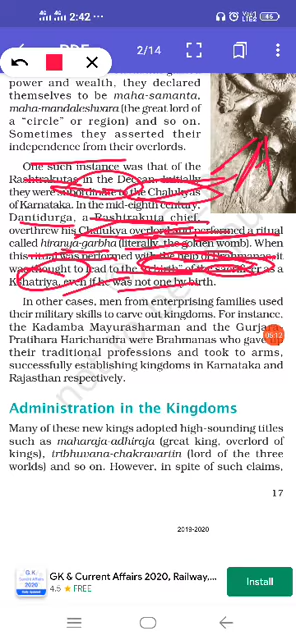 2:42
46
2/14
power and wealth, they declared
themselves to be maha-samanta,
maha-mandaleshvara (the great lord of
a “circle” or region) and so on.
Sometimes they asserted their
independence from their overlords.
One such instance was that of the
Rashtrakutas in the Deccan. Initially
they were subordinate to the Chalukyas
of Karnataka. In the mid-eighth century,
Dantidurga, a Rashtrakuta chief,
overthrew his Chalukya overlord and performed a ritual
called hiranya-garbha (literally, the golden womb). When
this ritual was performed with the help of Brahmanas, it
was thought to lead to the of the sacrificer as a
Kshatriya, even if he was not one by birth.
05:12
In other cases, men from enterprising families used
their military skills to carve out kingdoms. For instance,
the Kadamba Mayurasharman and the Gurjara-
Pratihara Harichandra were Brahmanas who gave up
their traditional professions and took to arms,
successfully establishing kingdoms in Karnataka and
Rajasthan respectively.
Administration in the Kingdoms
Many of these new kings adopted high-sounding titles
such as maharaja-adhiraja (great king, overlord of
kings), tribhuvana-chakravartin (lord of the three
worlds) and so on. However, in spite of such claims,
17
2019-2020
G.K
Current Affairs
2020
GK & Current Affairs 2020, Railway,...
4.5 ★ FREE
Install